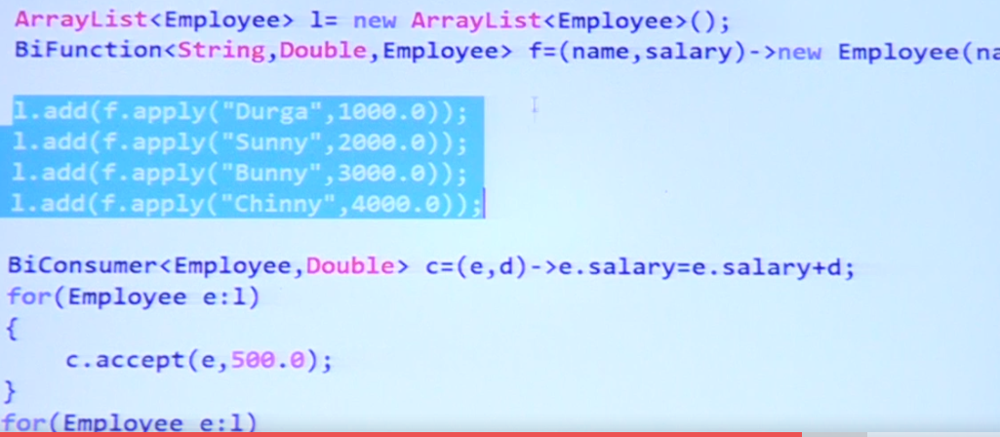 ArrayList<Employee> l= new ArrayList<Employee>();
BiFunction<String,Double,Employee> f=(name,salary)->new Employee(na
l.add(f.apply("Durga",1000.0));
l.add(f.apply("Sunny",2000.0));
l.add(f.apply("Bunny",3000.0));
l.add(f.apply("Chinny",4000.0));
BiConsumer<Employee,Double> c=(e,d)->e.salary=e.salary+d;
for(Employee e:l)
{
c.accept(e,500.0);
}
for(Employee e:l)